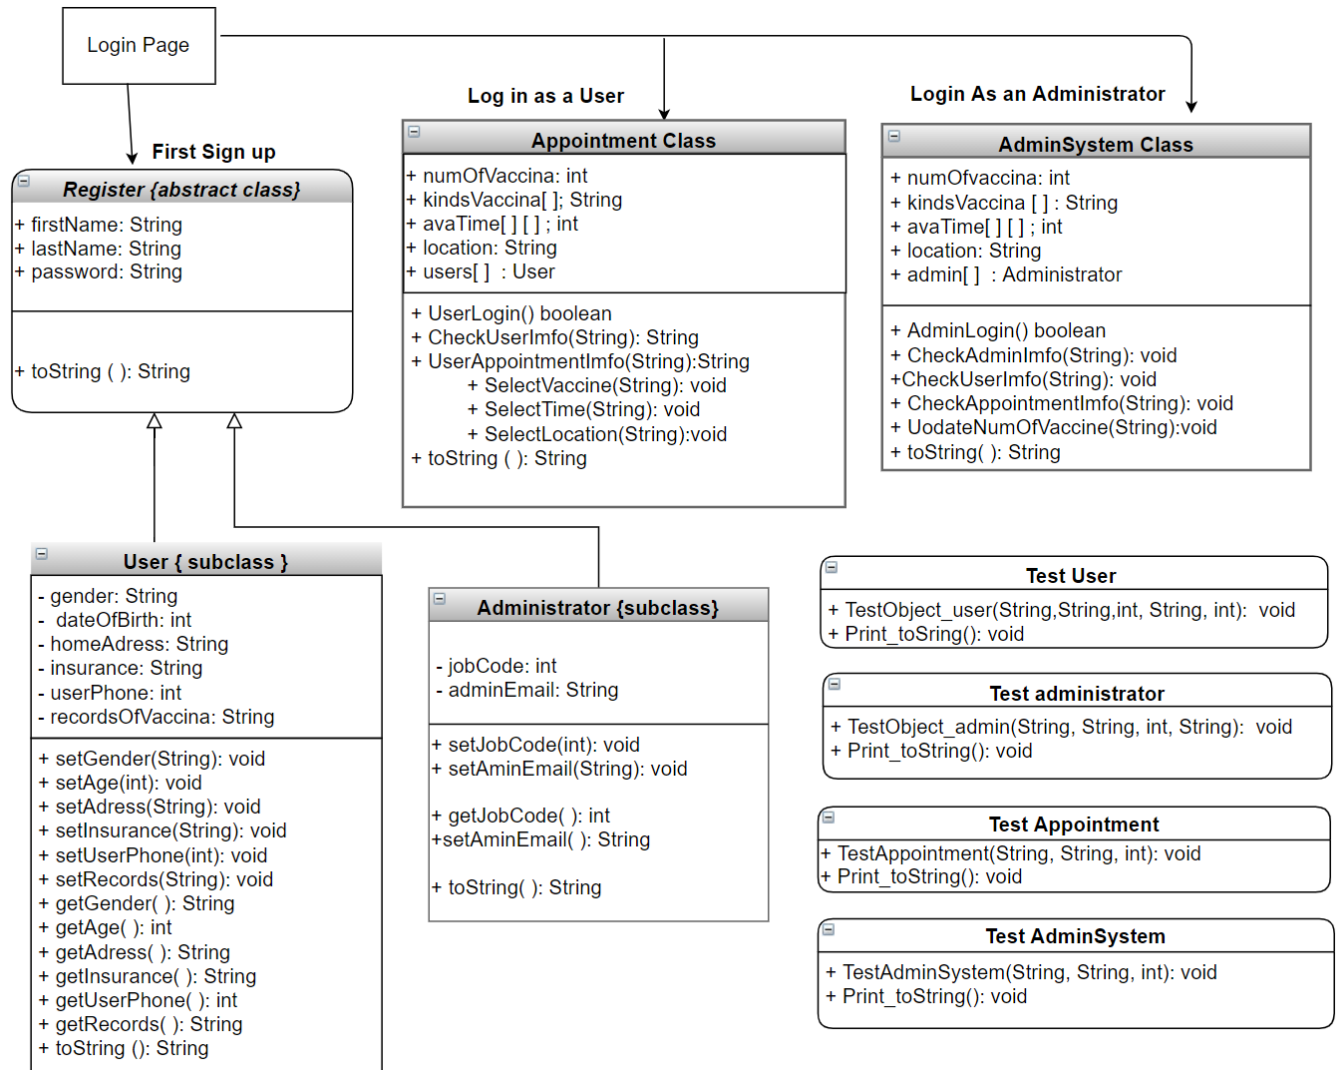 Login Page
Log in as a User
Login As an Administrator
First Sign up
Register {abstract class}
+ firstName: String
+ lastName: String
+ password: String
+ toString ( ): String
Appointment Class
+ numOfVaccina: int
+ kindsVaccina[ ]; String
+ avaTime[ ] [ ] ; int
+ location: String
+ users[ ]  : User
+ UserLogin() boolean
+ CheckUserImfo(String): String
+ UserAppointmentImfo(String):String
+ SelectVaccine(String): void
+ SelectTime(String): void
+ SelectLocation(String):void
+ toString ( ): String
AdminSystem Class
+ numOfvaccina: int
+ kindsVaccina [ ] : String
+ avaTime[ ] [ ] ; int
+ location: String
+ admin[ ]  : Administrator
+ AdminLogin() boolean
+ CheckAdminImfo(String): void
+CheckUserImfo(String): void
+ CheckAppointmentImfo(String): void
+ UodateNumOfVaccine(String):void
+ toString( ): String
User { subclass }
- gender: String
-  dateOfBirth: int
- homeAdress: String
- insurance: String
- userPhone: int
- recordsOfVaccina: String
+ setGender(String): void
+ setAge(int): void
+ setAdress(String): void
+ setInsurance(String): void
+ setUserPhone(int): void
+ setRecords(String): void
+ getGender( ): String
+ getAge( ): int
+ getAdress( ): String
+ getInsurance( ): String
+ getUserPhone( ): int
+ getRecords( ): String
+ toString (): String
Administrator {subclass}
- jobCode: int
- adminEmail: String
+ setJobCode(int): void
+ setAminEmail(String): void
+ getJobCode( ): int
+setAminEmail( ): String
+ toString( ): String
Test User
+ TestObject_user(String,String,int, String, int):  void
+ Print_toSring(): void
Test administrator
+ TestObject_admin(String, String, int, String):  void
+ Print_toString(): void
Test Appointment
+ TestAppointment(String, String, int): void
+ Print_toString(): void
Test AdminSystem
+ TestAdminSystem(String, String, int): void
+ Print_toString(): void